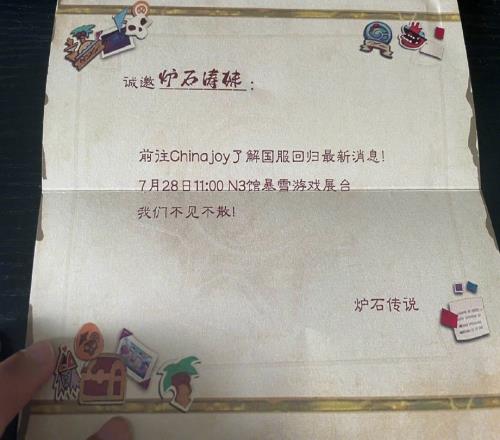 诚邀炉石涛妹：
前往Chinajoy了解国服回归最新消息!
7月28日11:00 N3馆暴雪游戏展台
我们不见不散!
炉石传说